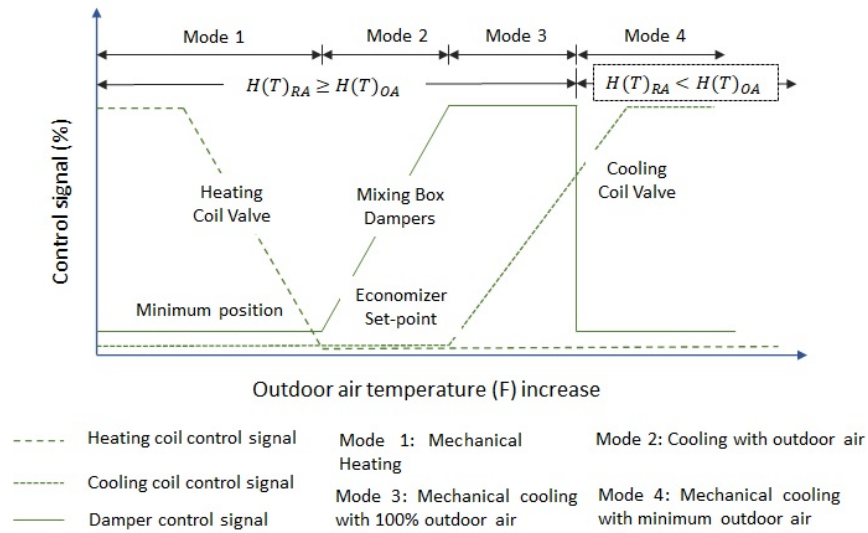 Mode 1
Mode 2
Mode 3
Mode 4
H(T)RA ≥ H(T)OA
H(T)RA < H(T)OA
Control signal (%)
Heating
Coil Valve
Mixing Box
Dampers
Cooling
Coil Valve
Minimum position
Economizer
Set-point
Outdoor air temperature (F) increase
Heating coil control signal
Cooling coil control signal
Damper control signal
Mode 1: Mechanical
Heating
Mode 2: Cooling with outdoor air
Mode 3: Mechanical cooling
with 100% outdoor air
Mode 4: Mechanical cooling
with minimum outdoor air